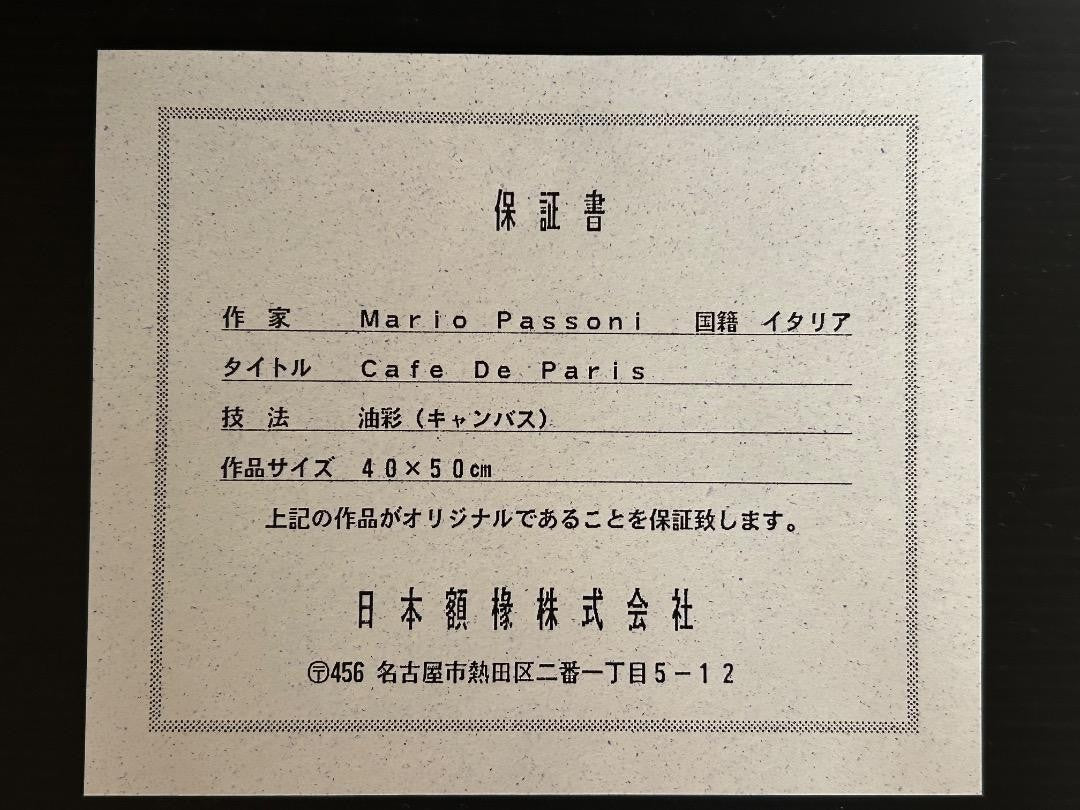 保証書
作　家　Ｍａｒｉｏ　Ｐａｓｓｏｎｉ　国籍　イタリア
タイトル　Ｃａｆｅ　Ｄｅ　Ｐａｒｉｓ
技　法　油彩（キャンバス）
作品サイズ　４０×５０㎝
上記の作品がオリジナルであることを保証致します。
日本額椽株式会社
〶456 名古屋市熱田区二番一丁目５－１２